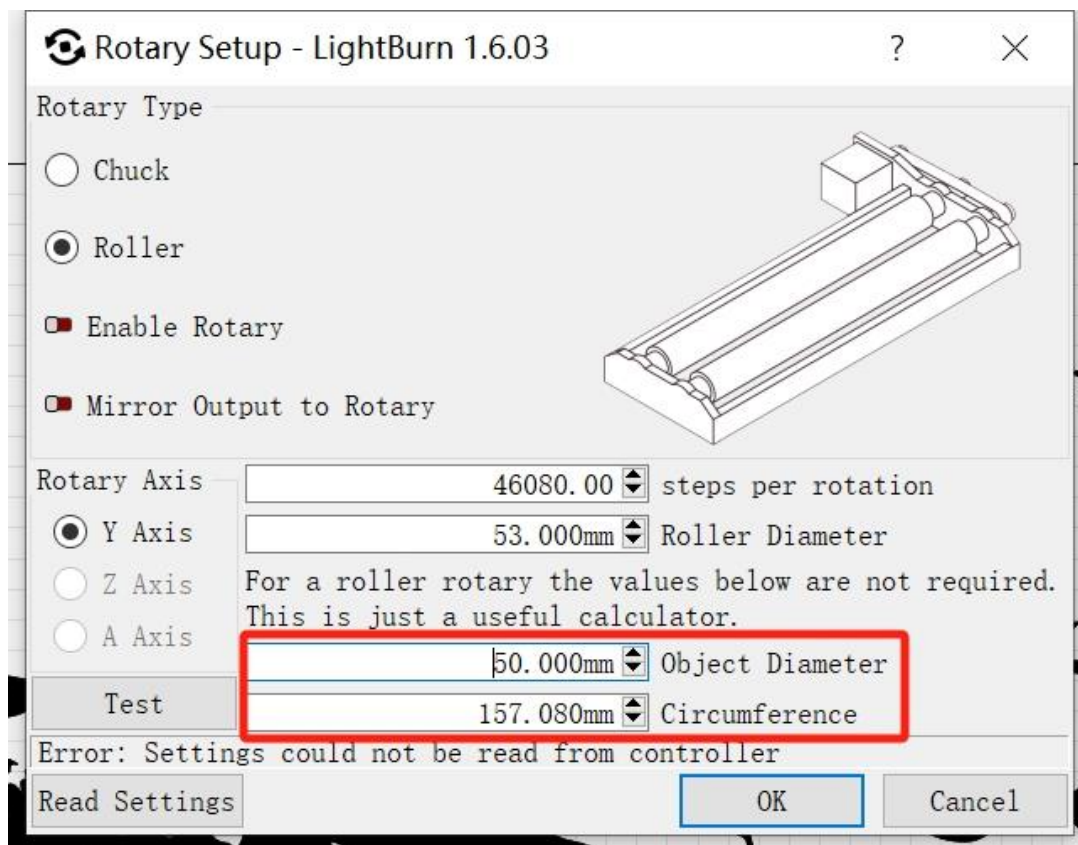 Rotary Setup - LightBurn 1.6.03 ?
Rotary Type
Chuck
Roller
Enable Rotary
Mirror Output to Rotary
Rotary Axis
46080.00 steps per rotation
Y Axis
53.000mm Roller Diameter
Z Axis
For a roller rotary the values below are not required.
This is just a useful calculator.
A Axis
50.000mm Object Diameter
Test
157.080mm Circumference
Error: Settings could not be read from controller
Read Settings
OK
Cancel